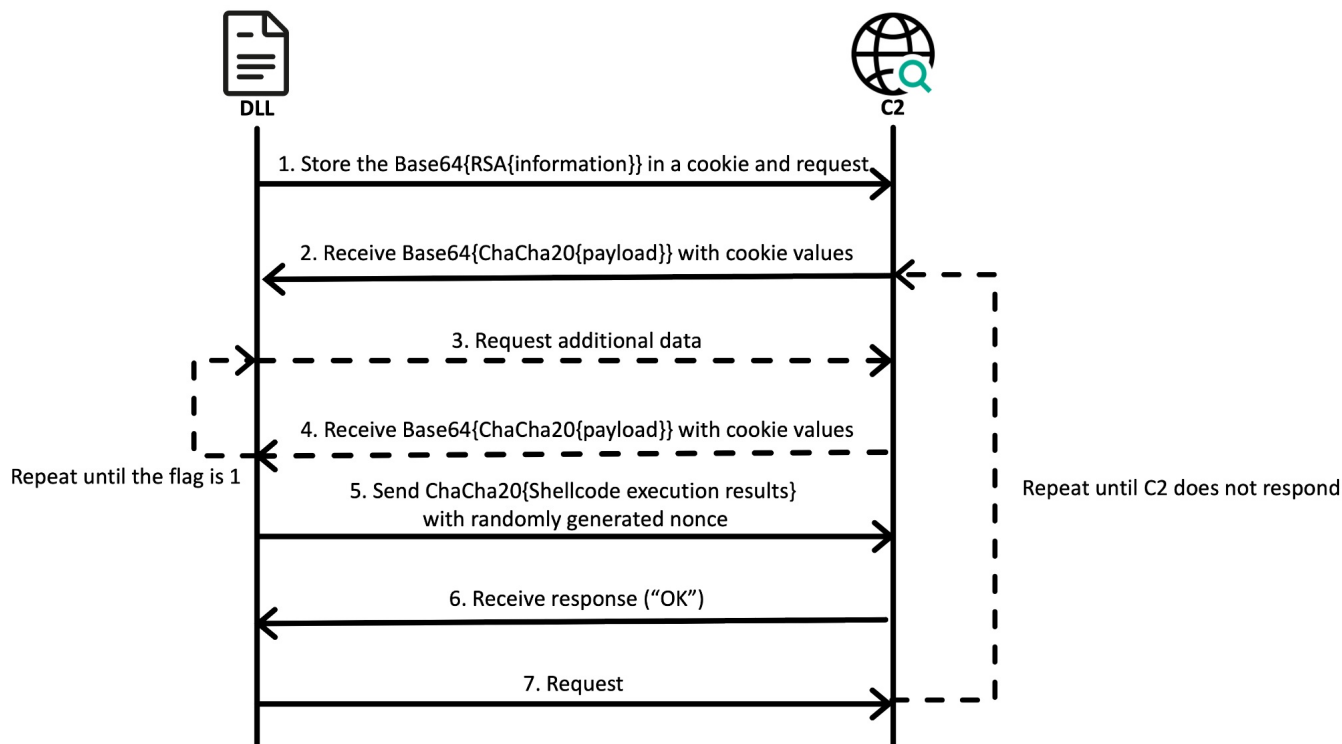 DLL
C2
1. Store the Base64{RSA{information}} in a cookie and request
2. Receive Base64{ChaCha20{payload}} with cookie values
3. Request additional data
4. Receive Base64{ChaCha20{payload}} with cookie values
Repeat until the flag is 1
5. Send ChaCha20{Shellcode execution results}
with randomly generated nonce
Repeat until C2 does not respond
6. Receive response (“OK”)
7. Request